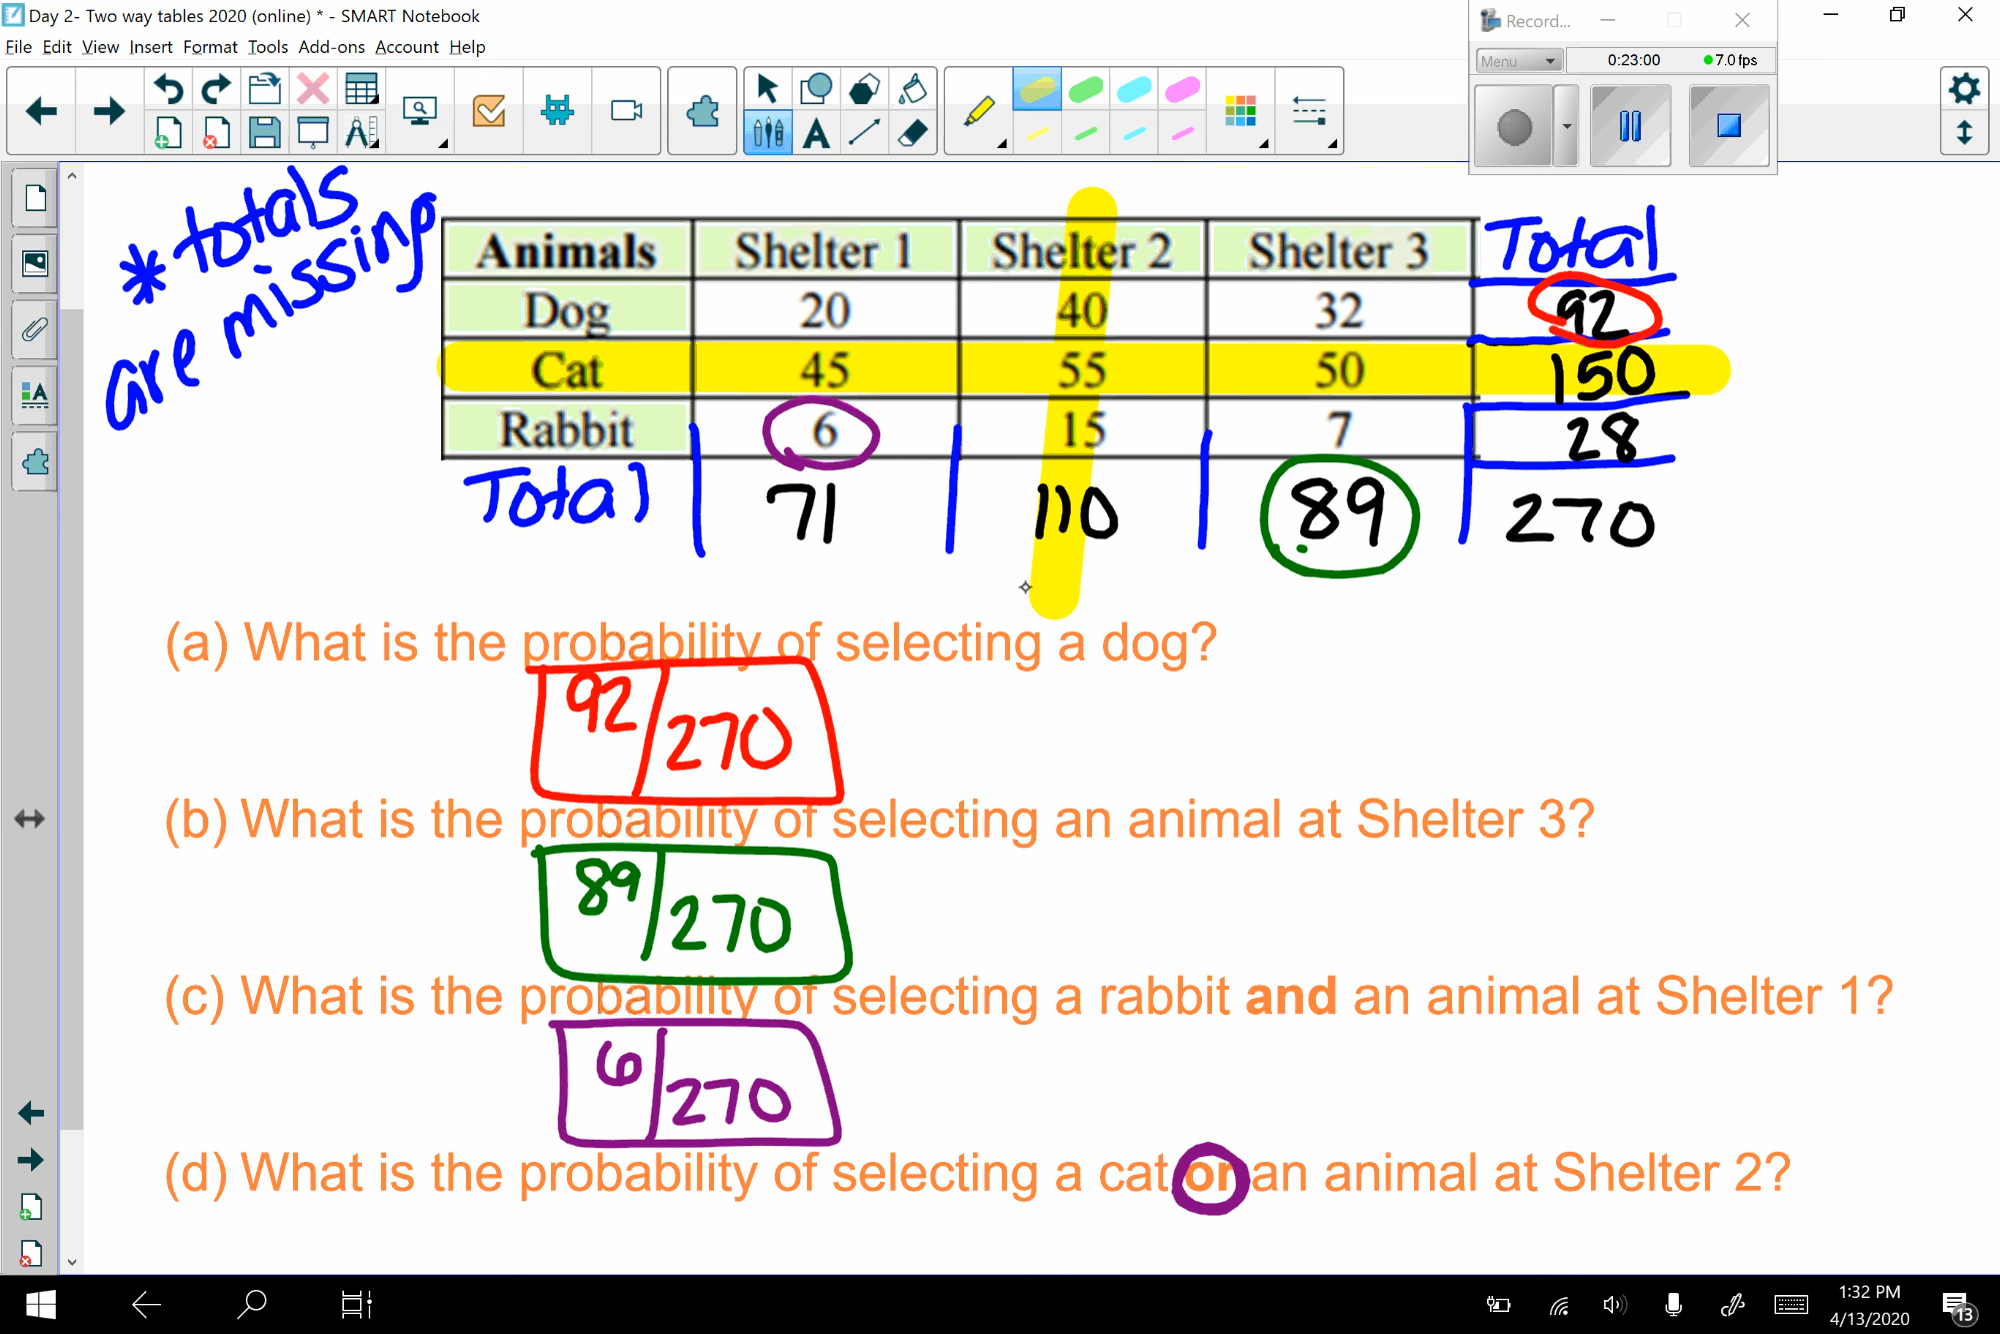 Day 2- Two way tables 2020 (online) * - SMART Notebook
File Edit View Insert Format Tools Add-ons Account Help
Record...
Menu 0:23:00 7.0 fps
* totals
are missing
Animals Shelter 1 Shelter 2 Shelter 3 Total
Dog 20 40 32 92
Cat 45 55 50 150
Rabbit 6 15 7 28
Total 71 110 89 270
(a) What is the probability of selecting a dog?
92/270
(b) What is the probability of selecting an animal at Shelter 3?
89/270
(c) What is the probability of selecting a rabbit and an animal at Shelter 1?
6/270
(d) What is the probability of selecting a cat or an animal at Shelter 2?
1:32 PM
4/13/2020
13